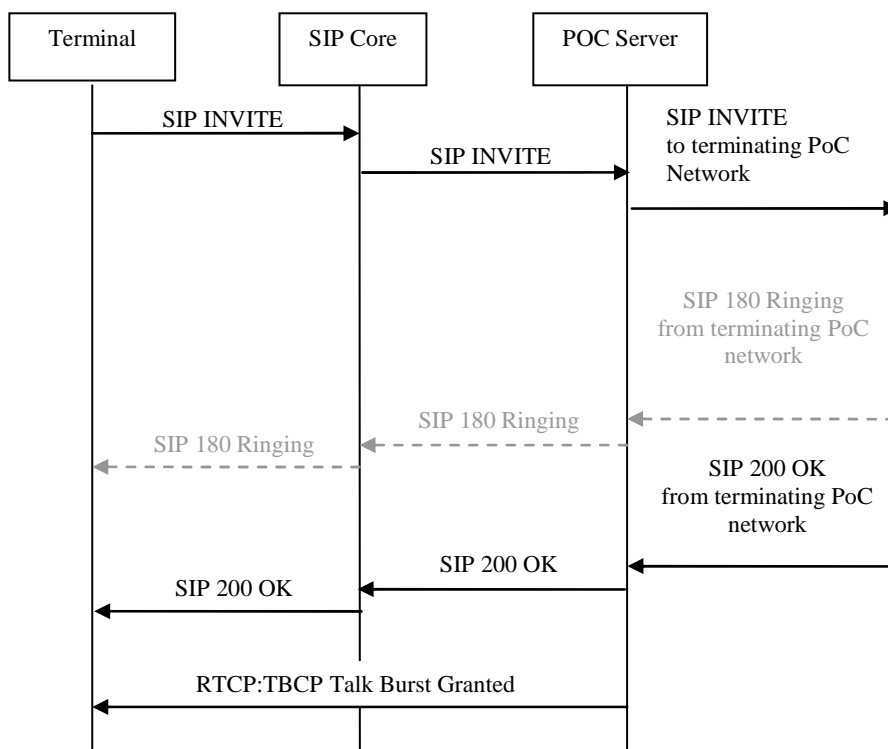 Terminal
SIP Core
POC Server
SIP INVITE
SIP INVITE
SIP INVITE
to terminating PoC
Network
SIP 180 Ringing
from terminating PoC
network
SIP 180 Ringing
SIP 180 Ringing
SIP 200 OK
from terminating PoC
network
SIP 200 OK
SIP 200 OK
RTCP:TBCP Talk Burst Granted